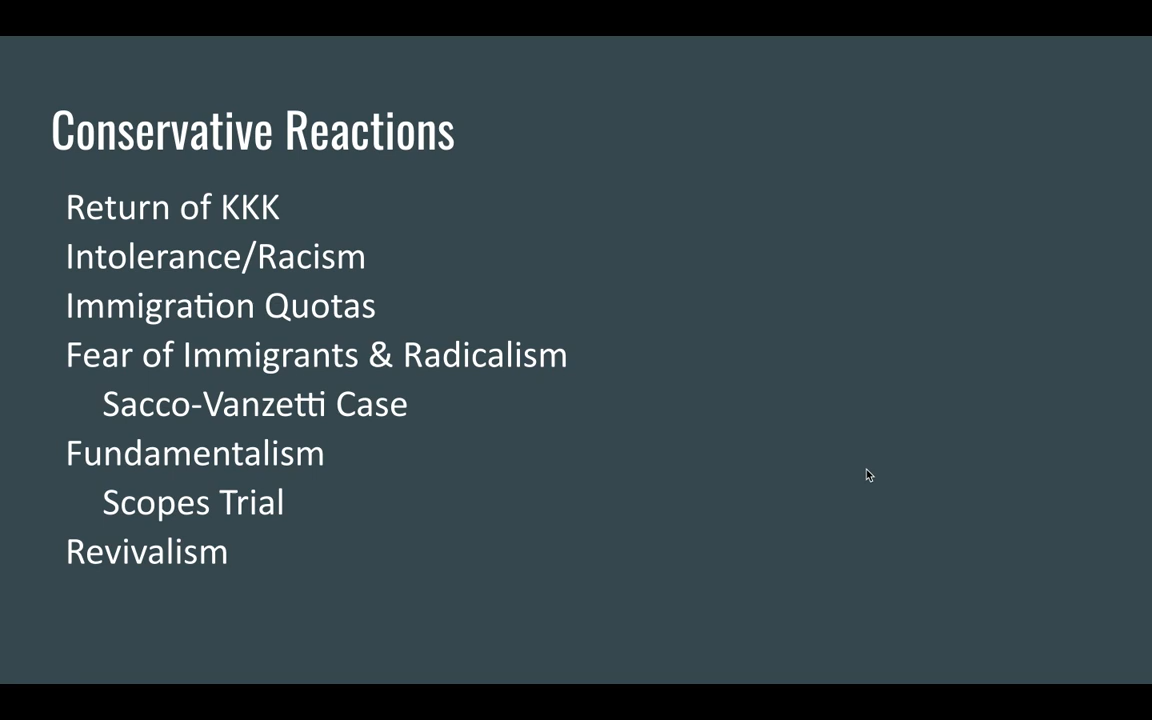 Conservative Reactions
Return of KKK
Intolerance/Racism
Immigration Quotas
Fear of Immigrants & Radicalism
Sacco-Vanzetti Case
Fundamentalism
Scopes Trial
Revivalism